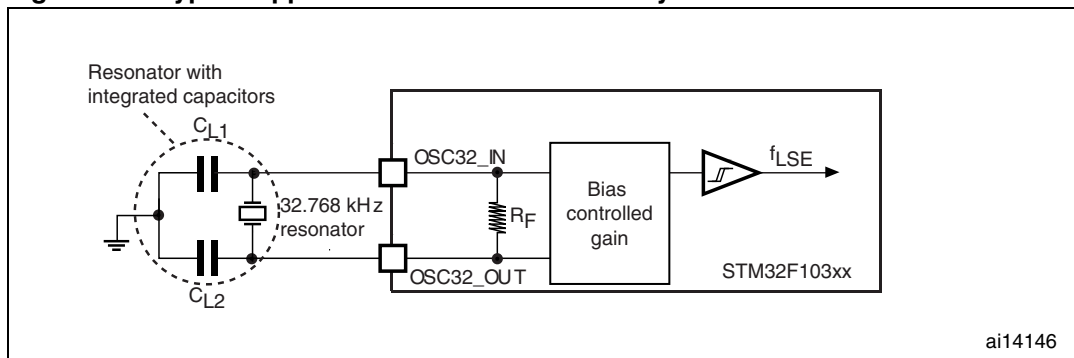 Resonator with
integrated capacitors
CL1
OSC32_IN
fLSE
32.768 kHz
resonator
RF
Bias
controlled
gain
OSC32_OUT
STM32F103xx
CL2
ai14146